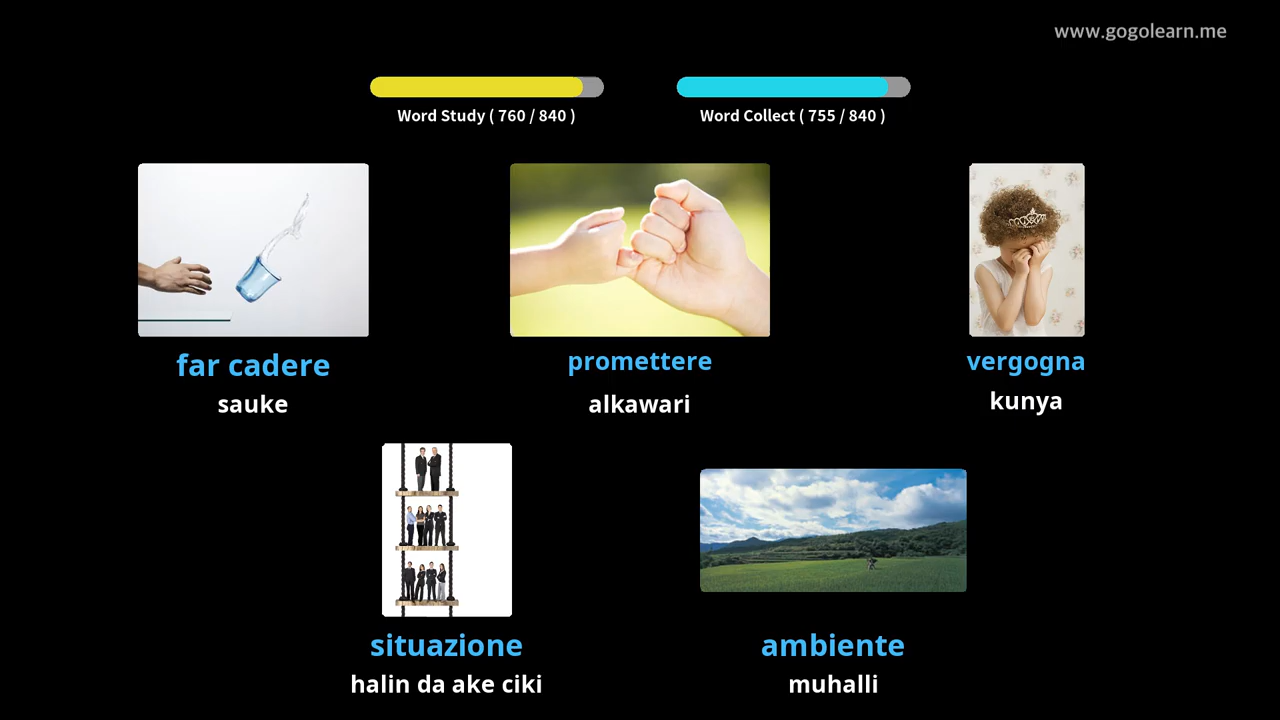 www.gogolearn.me
Word Study ( 760 / 840 )
Word Collect ( 755 / 840 )
far cadere
sauke
promettere
alkawari
vergogna
kunya
situazione
halin da ake ciki
ambiente
muhalli